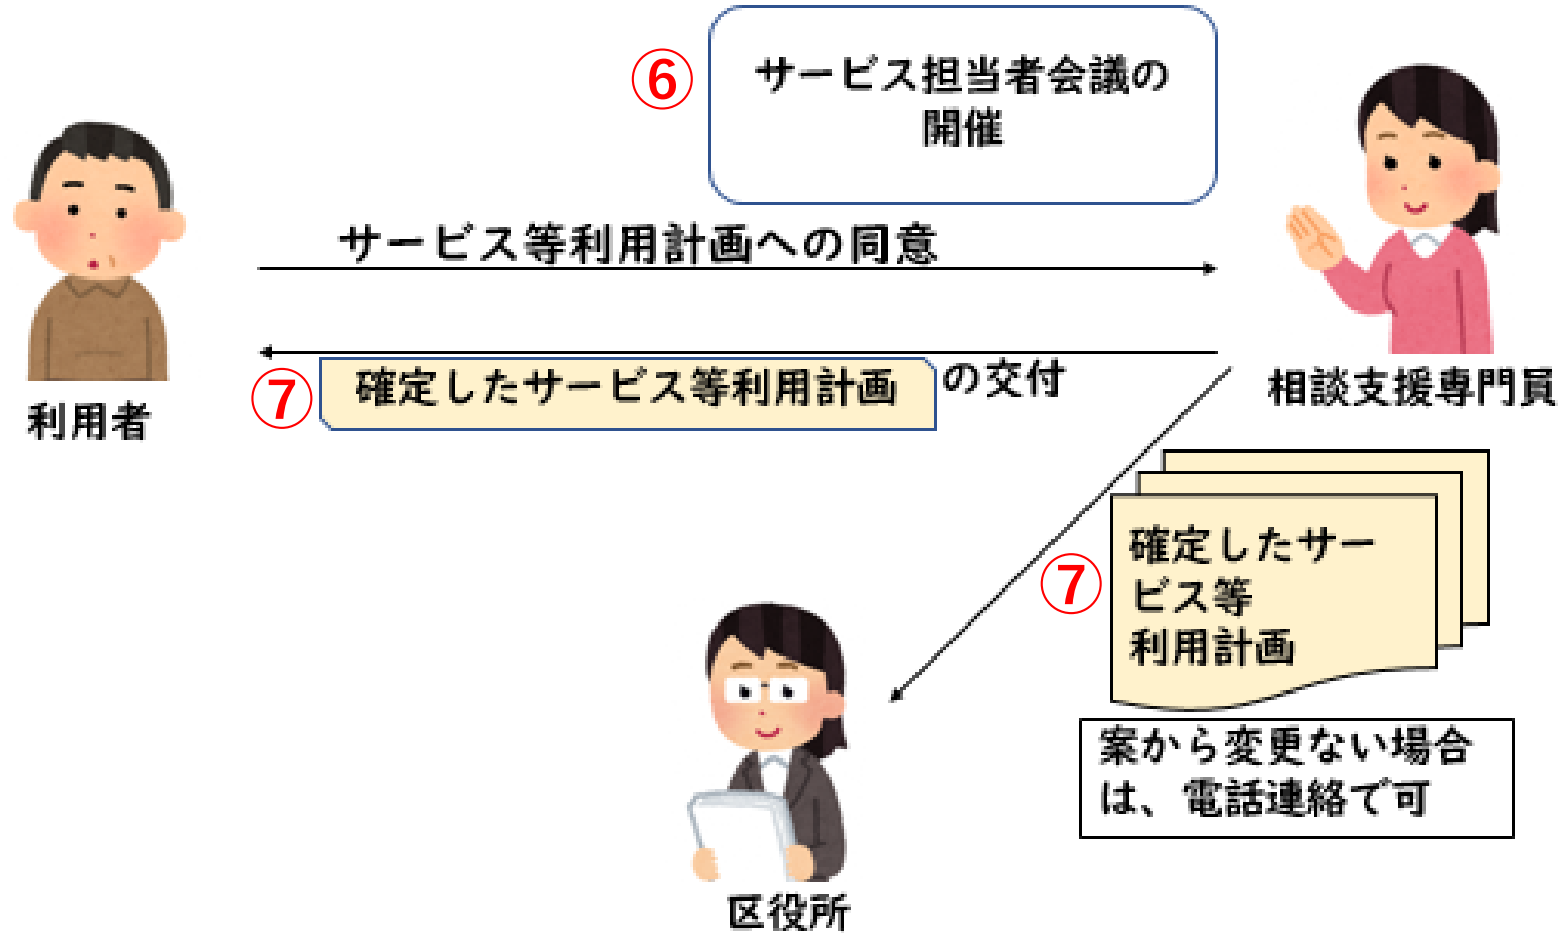 ⑥
サービス担当者会議の
開催
サービス等利用計画への同意
⑦
確定したサービス等利用計画
の交付
利用者
相談支援専門員
⑦
確定したサー
ビス等
利用計画
案から変更ない場合
は、電話連絡で可
区役所